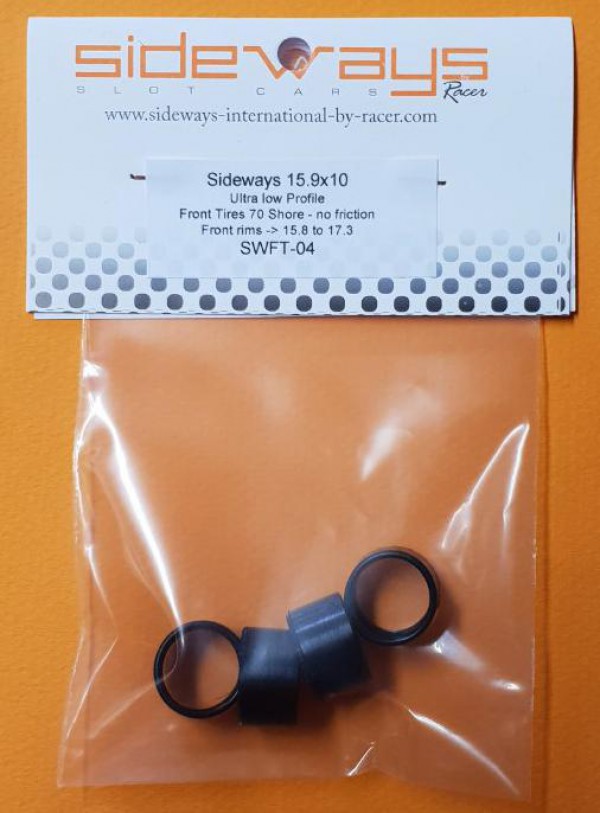 sideways
SLOT CARS by Racer
www.sideways-international-by-racer.com
Sideways 15.9x10
Ultra low Profile
Front Tires 70 Shore - no friction
Front rims -> 15.8 to 17.3
SWFT-04